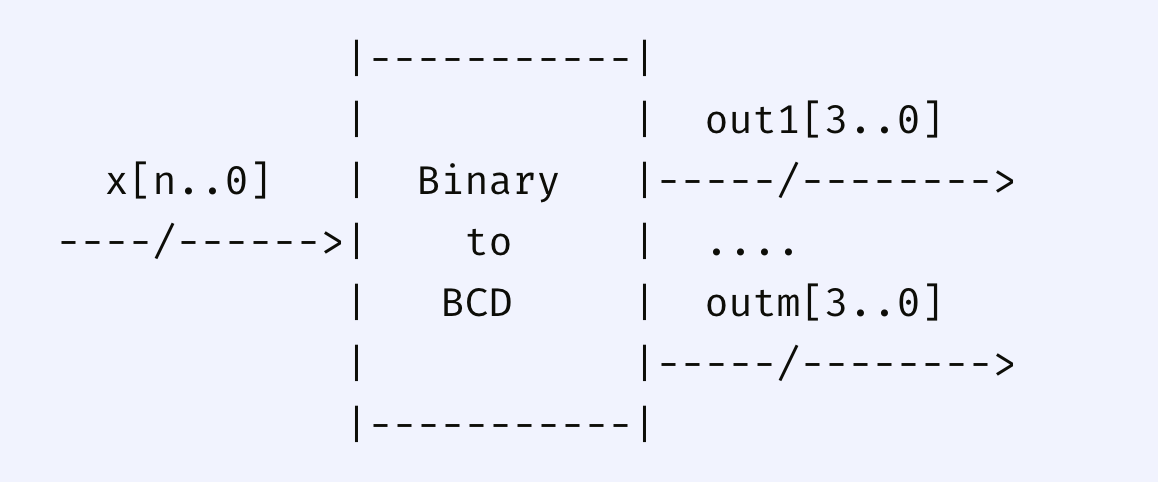 |-----------|
| | out1[3..0]
x[n..0] | Binary |-----/-------->
----/------>| to | ....
| BCD | outm[3..0]
| |-----/-------->
|-----------|